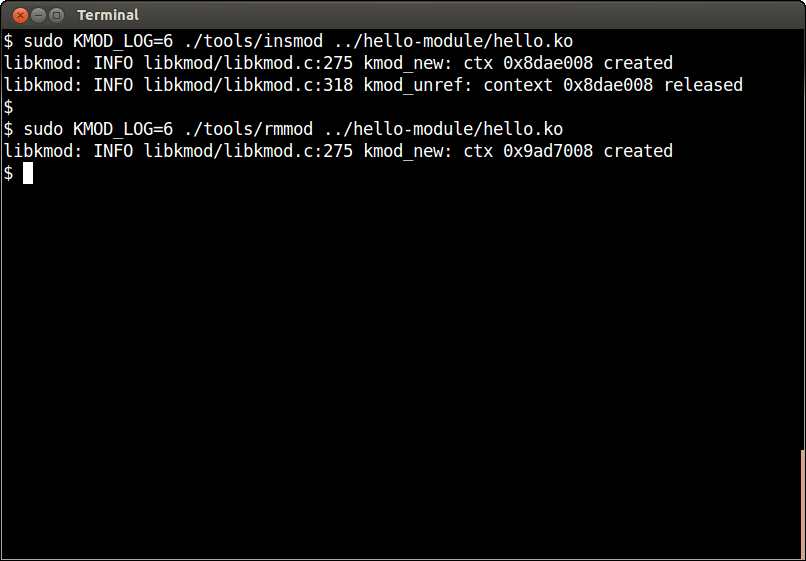 Terminal
$ sudo KMOD_LOG=6 ./tools/insmod ../hello-module/hello.ko
libkmod: INFO libkmod/libkmod.c:275 kmod_new: ctx 0x8dae008 created
libkmod: INFO libkmod/libkmod.c:318 kmod_unref: context 0x8dae008 released
$
$ sudo KMOD_LOG=6 ./tools/rmmod ../hello-module/hello.ko
libkmod: INFO libkmod/libkmod.c:275 kmod_new: ctx 0x9ad7008 created
$